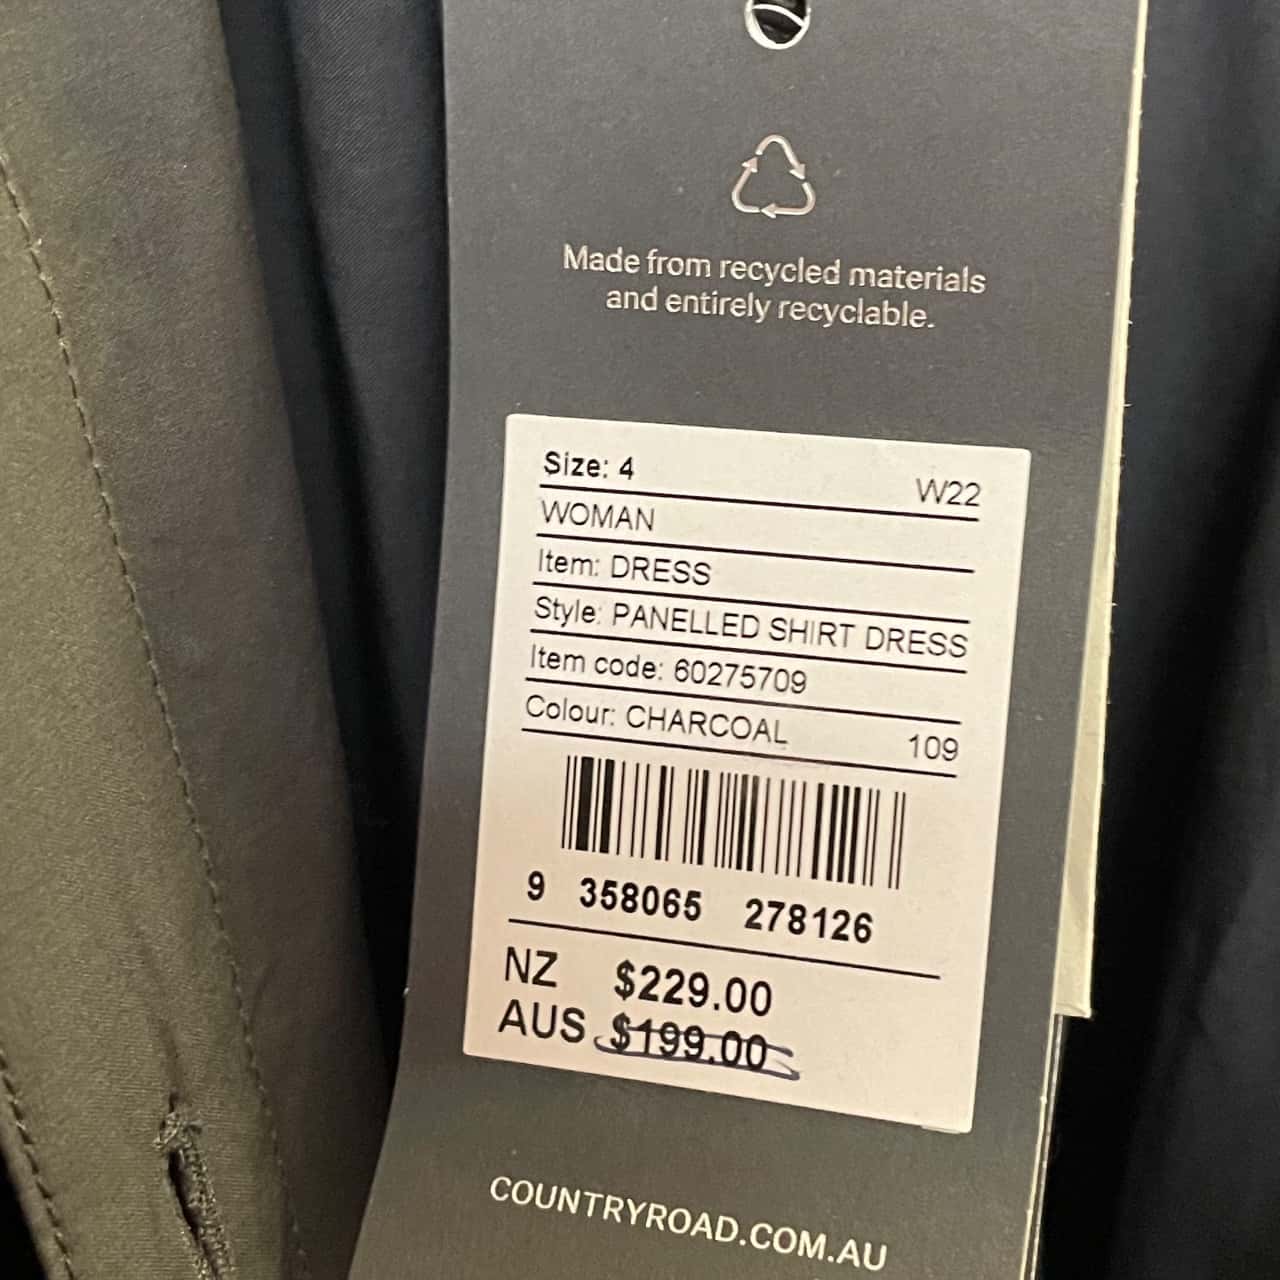 Made from recycled materials
and entirely recyclable.
Size: 4 W22
WOMAN
Item: DRESS
Style: PANELLED SHIRT DRESS
Item code: 60275709
Colour: CHARCOAL 109
9 358065 278126
NZ $229.00
AUS $199.00
COUNTRYROAD.COM.AU